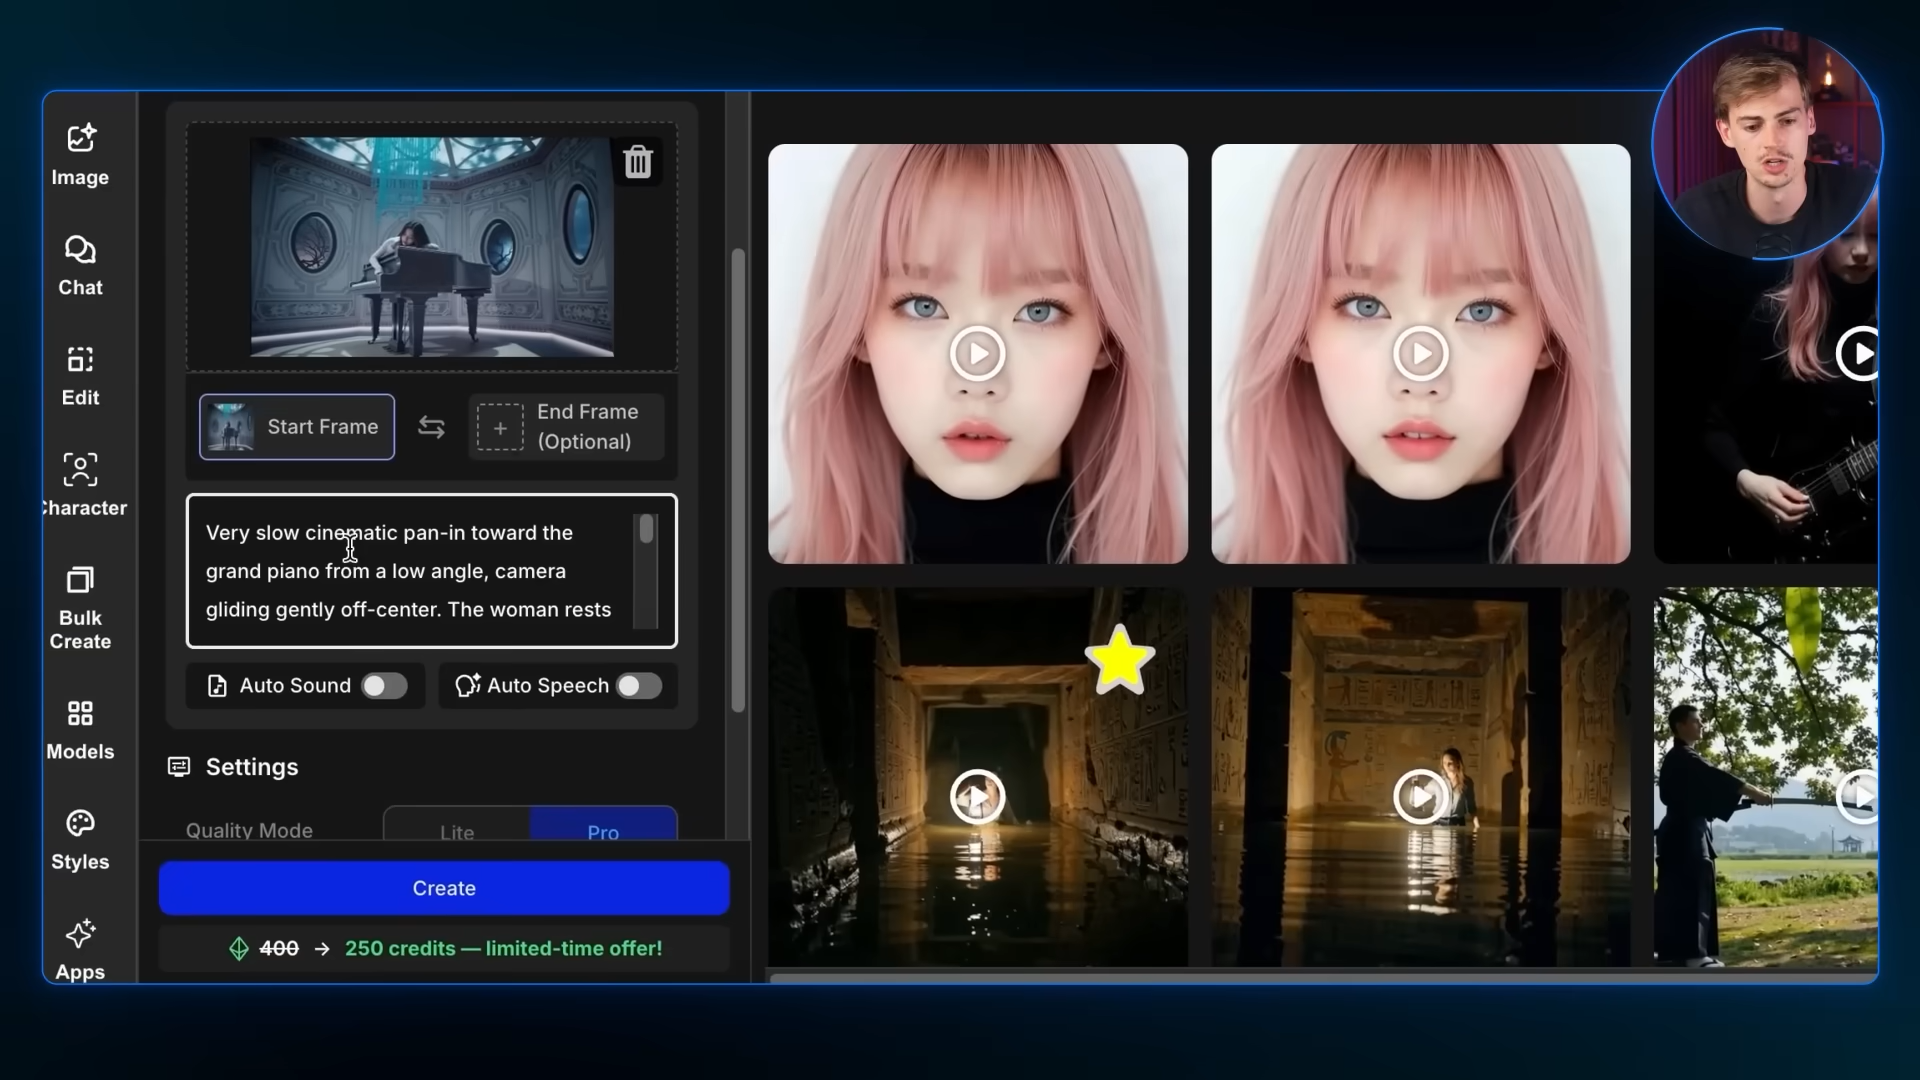 Image
Chat
Edit
Character
Bulk
Create
Models
Styles
Apps
Start Frame
End Frame
(Optional)
Very slow cinematic pan-in toward the
grand piano from a low angle, camera
gliding gently off-center. The woman rests
Auto Sound
Auto Speech
Settings
Quality Mode
Lite
Pro
Create
400 → 250 credits — limited-time offer!